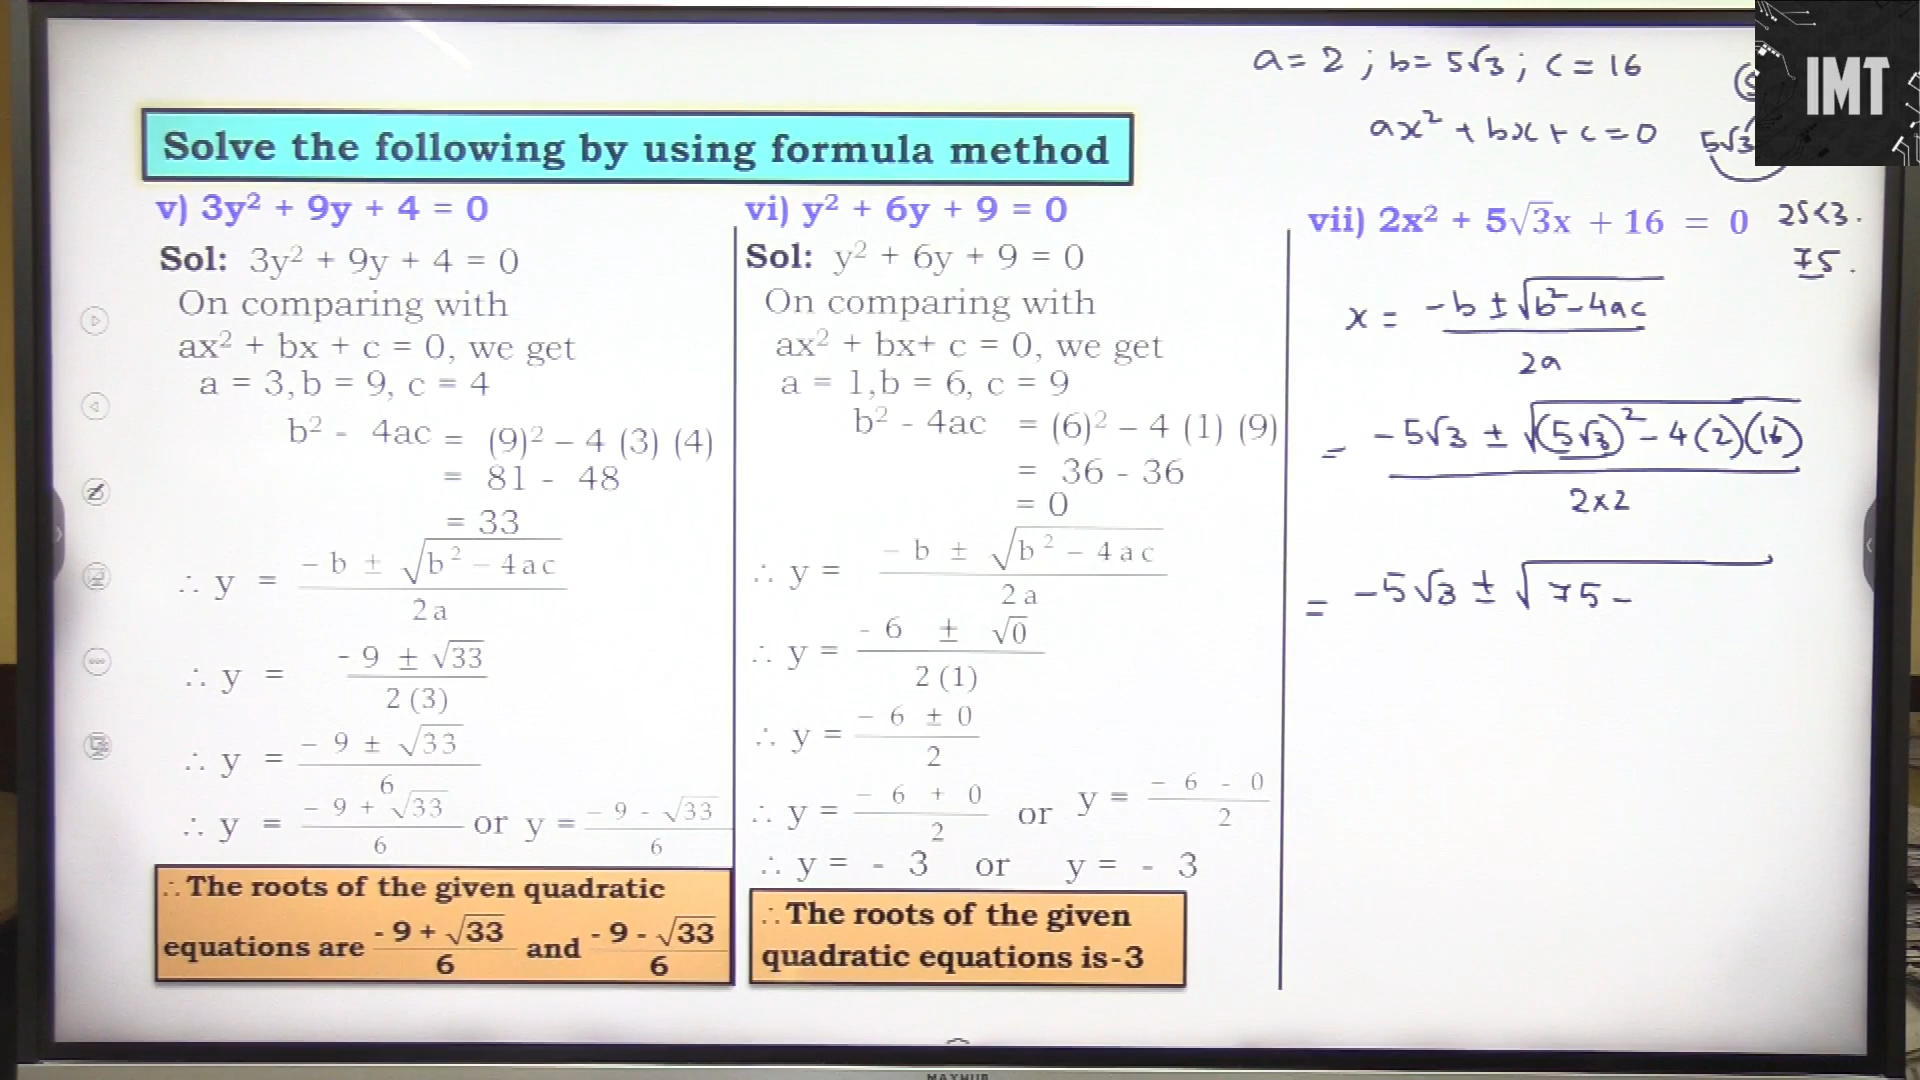 IMT
a = 2 ; b = 5√3 ; c = 16
ax² + bx + c = 0
5√3
Solve the following by using formula method
v) 3y² + 9y + 4 = 0
Sol: 3y² + 9y + 4 = 0
On comparing with
ax² + bx + c = 0, we get
a = 3,b = 9, c = 4
b² - 4ac = (9)² – 4 (3) (4)
= 81 - 48
= 33
∴ y = (– b ± √(b² – 4ac)) / 2a
∴ y = (- 9 ± √33) / 2 (3)
∴ y = (– 9 ± √33) / 6
∴ y = (– 9 + √33) / 6 or y = (– 9 - √33) / 6
∴ The roots of the given quadratic
equations are (- 9 + √33) / 6 and (- 9 - √33) / 6
vi) y² + 6y + 9 = 0
Sol: y² + 6y + 9 = 0
On comparing with
ax² + bx+ c = 0, we get
a = 1,b = 6, c = 9
b² - 4ac = (6)² – 4 (1) (9)
= 36 - 36
= 0
∴ y = (– b ± √(b² – 4ac)) / 2a
∴ y = (- 6 ± √0) / 2 (1)
∴ y = (– 6 ± 0) / 2
∴ y = (– 6 + 0) / 2 or y = (– 6 - 0) / 2
∴ y = - 3 or y = - 3
∴ The roots of the given
quadratic equations is -3
vii) 2x² + 5√3x + 16 = 0
25<3.
75.
x = (-b ± √(b² - 4ac)) / 2a
= (-5√3 ± √((5√3)² - 4(2)(16))) / 2×2
= -5√3 ± √75 -
MAXHUB